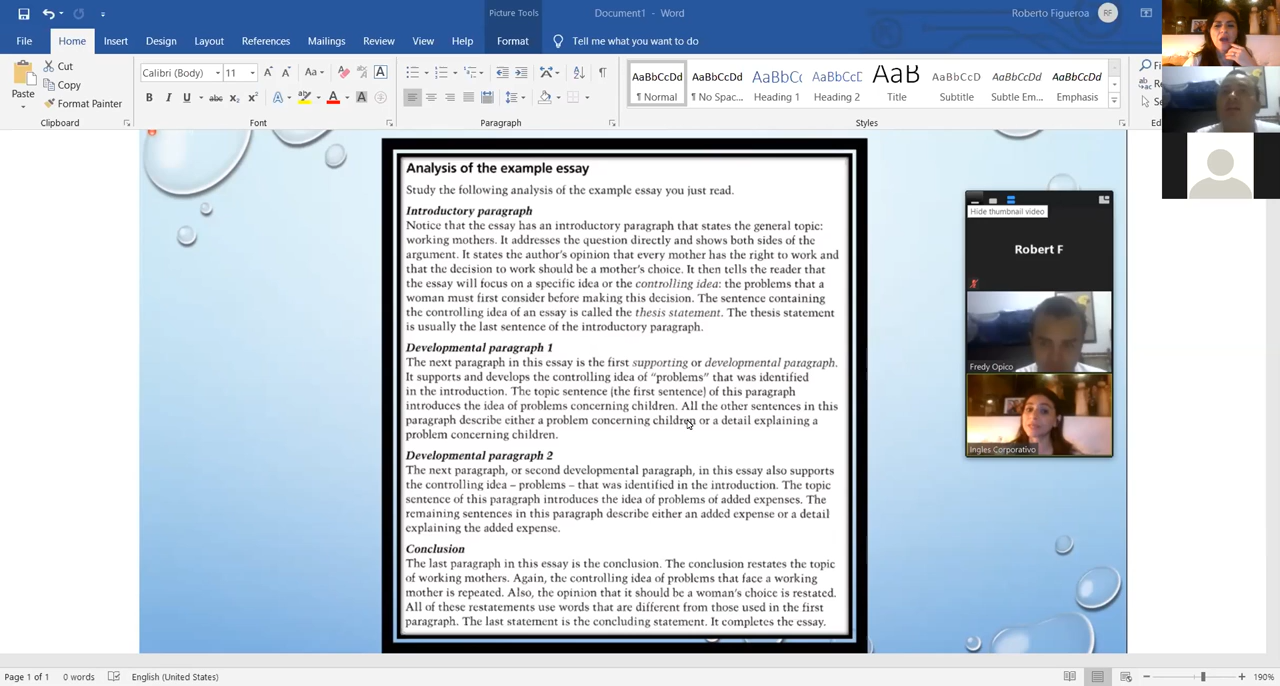 Picture Tools
Document1 - Word
Roberto Figueroa
RF
File
Home
Insert
Design
Layout
References
Mailings
Review
View
Help
Format
Tell me what you want to do
Paste
Cut
Copy
Format Painter
Clipboard
Calibri (Body)
11
Aa
A
B
I
U
abc
x₂
x²
A
A
A
Font
Paragraph
AaBbCcDd
¶ Normal
AaBbCcDd
¶ No Spac...
AaBbCc
Heading 1
AaBbCcD
Heading 2
AaB
Title
AaBbCcD
Subtitle
AaBbCcDd
Subtle Em...
AaBbCcDd
Emphasis
Styles
Analysis of the example essay
Study the following analysis of the example essay you just read.
Introductory paragraph
Notice that the essay has an introductory paragraph that states the general topic:
working mothers. It addresses the question directly and shows both sides of the
argument. It states the author's opinion that every mother has the right to work and
that the decision to work should be a mother's choice. It then tells the reader that
the essay will focus on a specific idea or the controlling idea: the problems that a
woman must first consider before making this decision. The sentence containing
the controlling idea of an essay is called the thesis statement. The thesis statement
is usually the last sentence of the introductory paragraph.
Developmental paragraph 1
The next paragraph in this essay is the first supporting or developmental paragraph.
It supports and develops the controlling idea of “problems” that was identified
in the introduction. The topic sentence (the first sentence) of this paragraph
introduces the idea of problems concerning children. All the other sentences in this
paragraph describe either a problem concerning children or a detail explaining a
problem concerning children.
Developmental paragraph 2
The next paragraph, or second developmental paragraph, in this essay also supports
the controlling idea – problems – that was identified in the introduction. The topic
sentence of this paragraph introduces the idea of problems of added expenses. The
remaining sentences in this paragraph describe either an added expense or a detail
explaining the added expense.
Conclusion
The last paragraph in this essay is the conclusion. The conclusion restates the topic
of working mothers. Again, the controlling idea of problems that face a working
mother is repeated. Also, the opinion that it should be a woman's choice is restated.
All of these restatements use words that are different from those used in the first
paragraph. The last statement is the concluding statement. It completes the essay.
Hide thumbnail video
Robert F
Fredy Opico
Ingles Corporativo
Page 1 of 1
0 words
English (United States)
190%